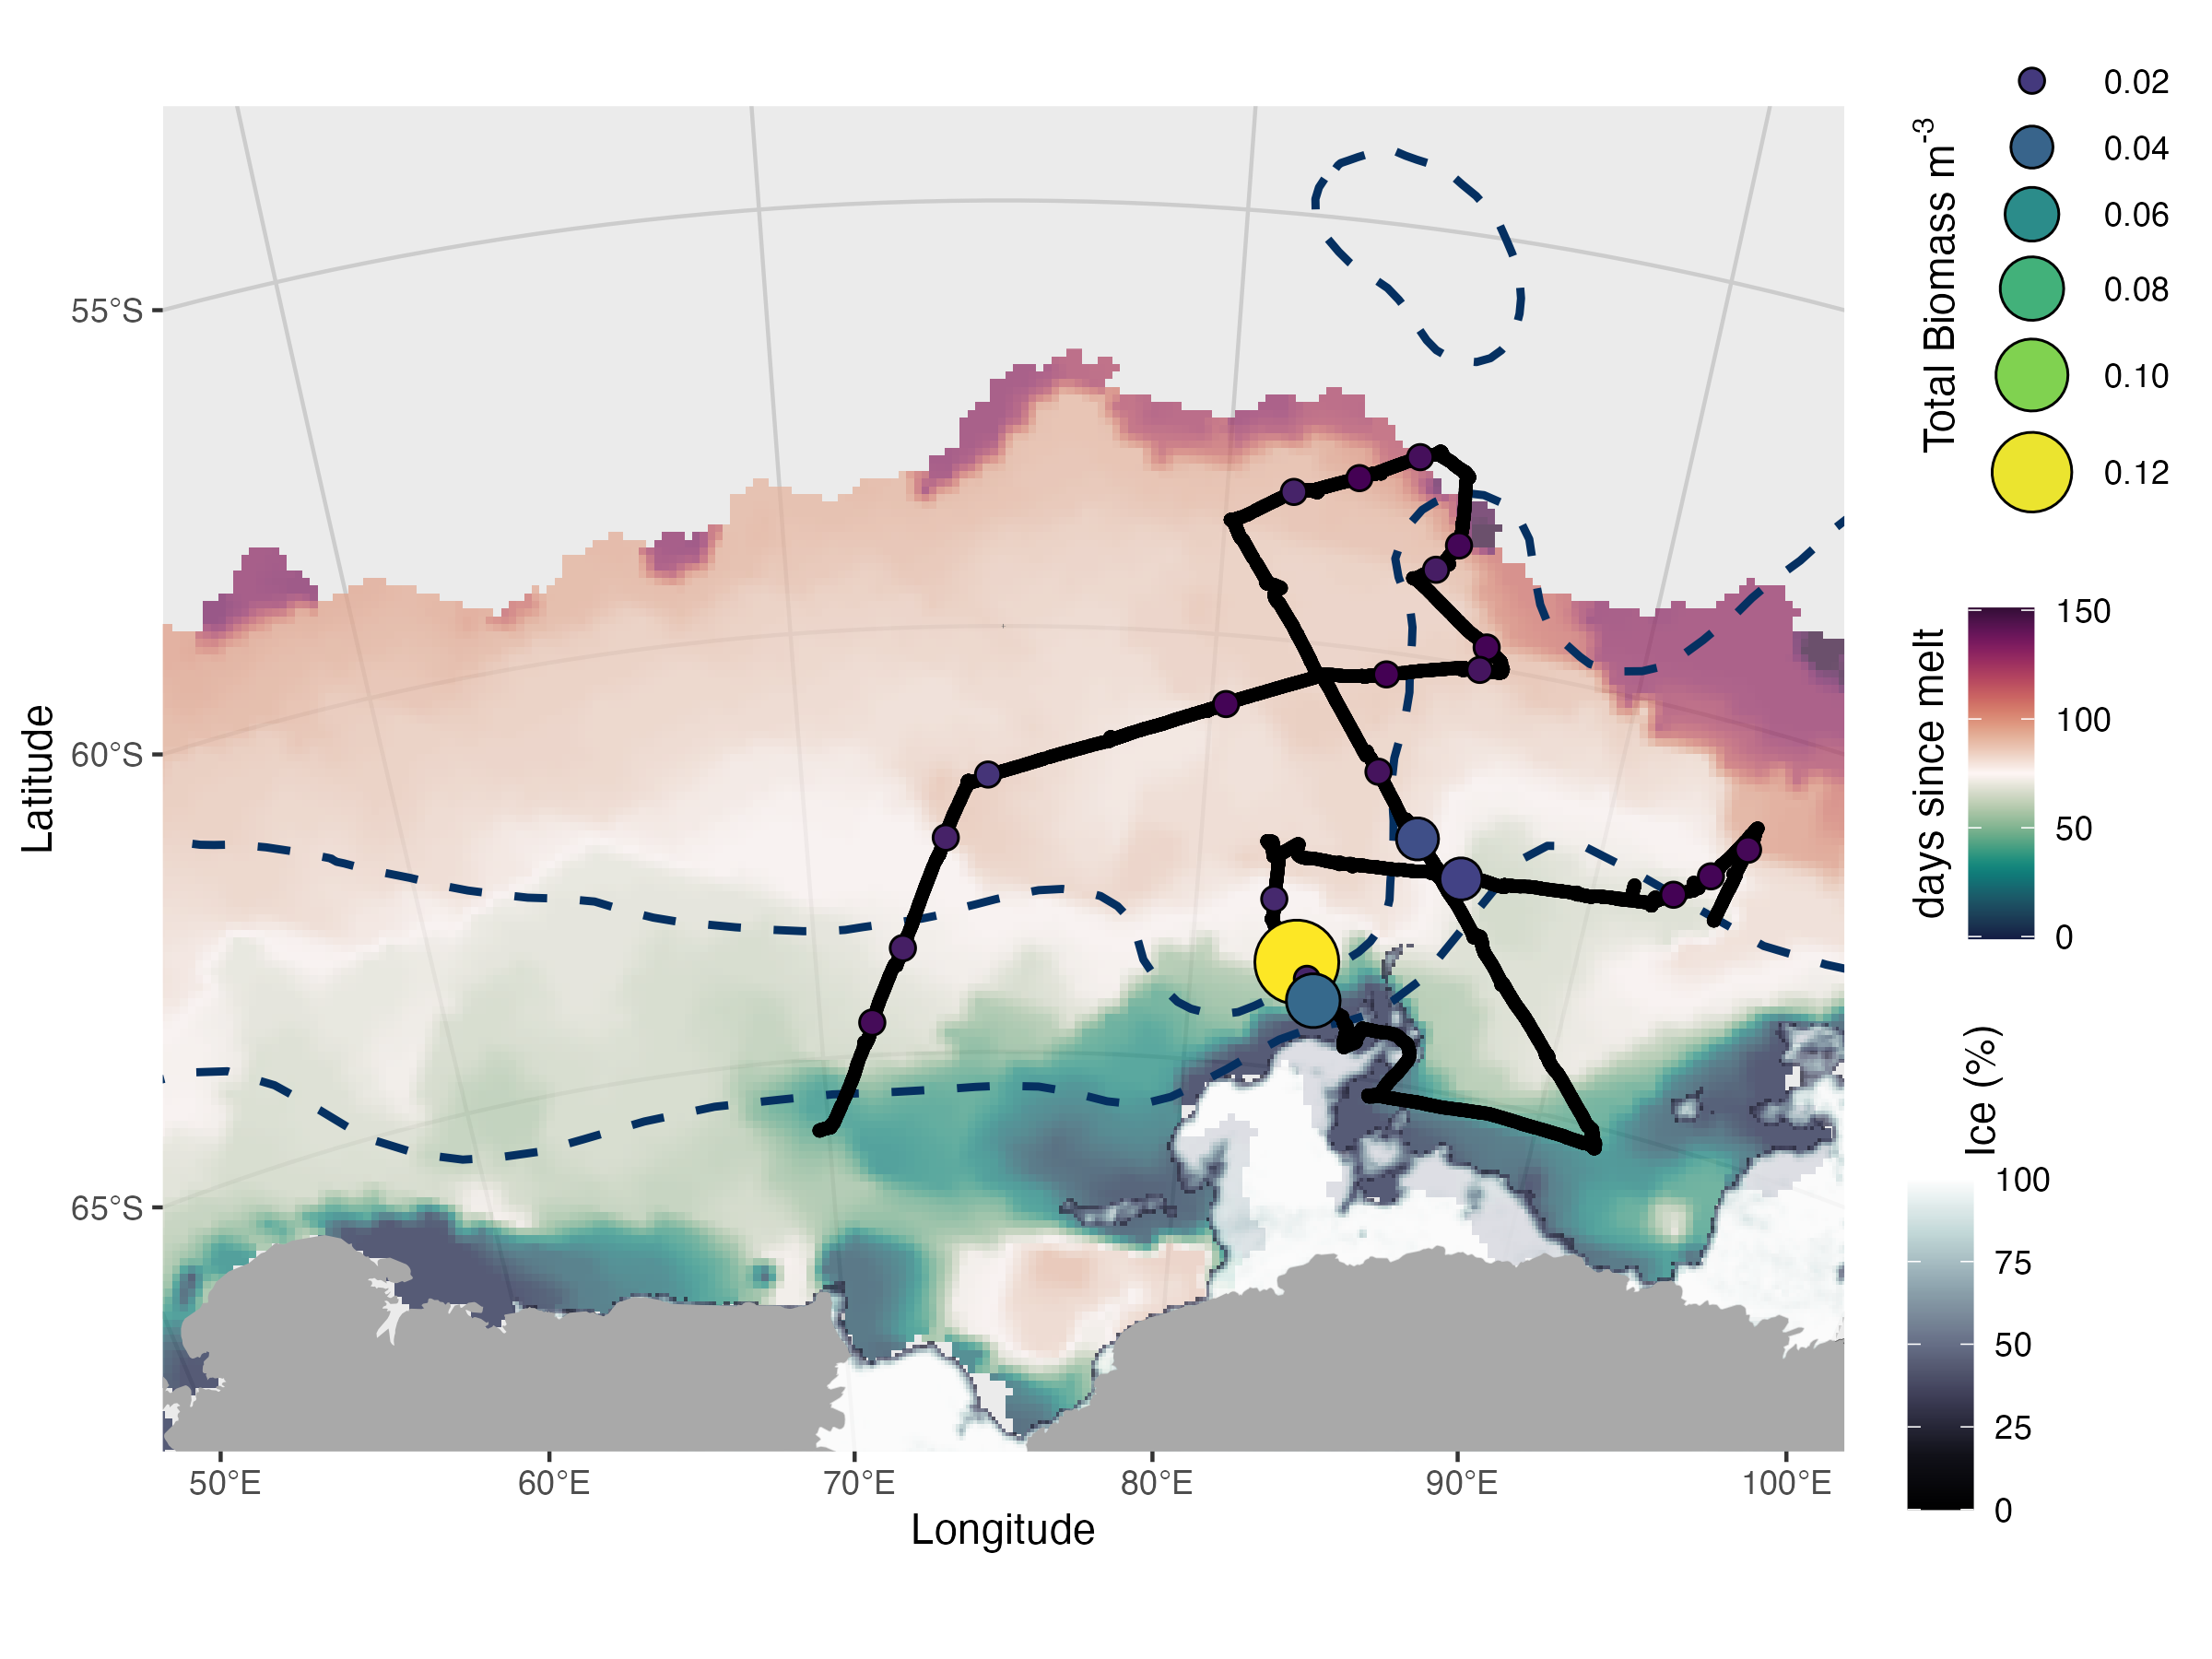 55°S
60°S
65°S
Latitude
50°E
60°E
70°E
80°E
90°E
100°E
Longitude
Total Biomass m-3
0.02
0.04
0.06
0.08
0.10
0.12
days since melt
150
100
50
0
Ice (%)
100
75
50
25
0